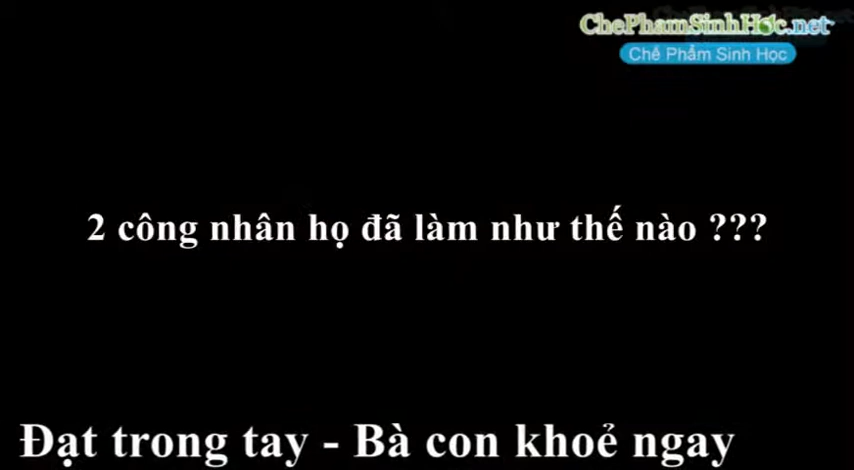 ChePhamSinhHoc.net
Chế Phẩm Sinh Học
2 công nhân họ đã làm như thế nào ???
Đạt trong tay - Bà con khoẻ ngay